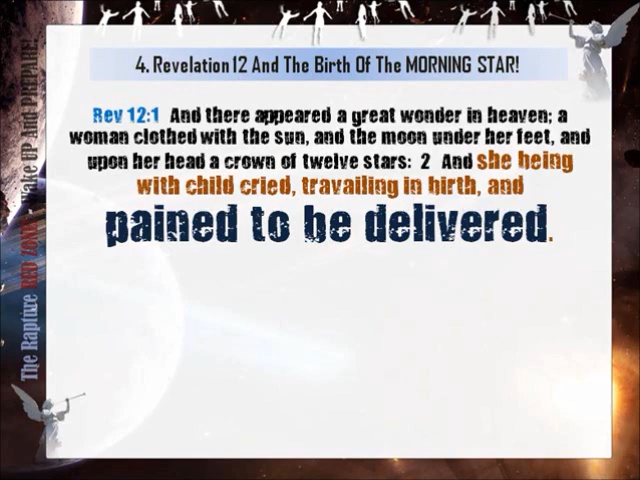 4. Revelation 12 And The Birth Of The MORNING STAR!
Rev 12:1 And there appeared a great wonder in heaven; a
woman clothed with the sun, and the moon under her feet, and
upon her head a crown of twelve stars: 2 And she being
with child cried, travailing in birth, and
pained to be delivered.
The Rapture RED ZONE - Wake UP And PREPARE!